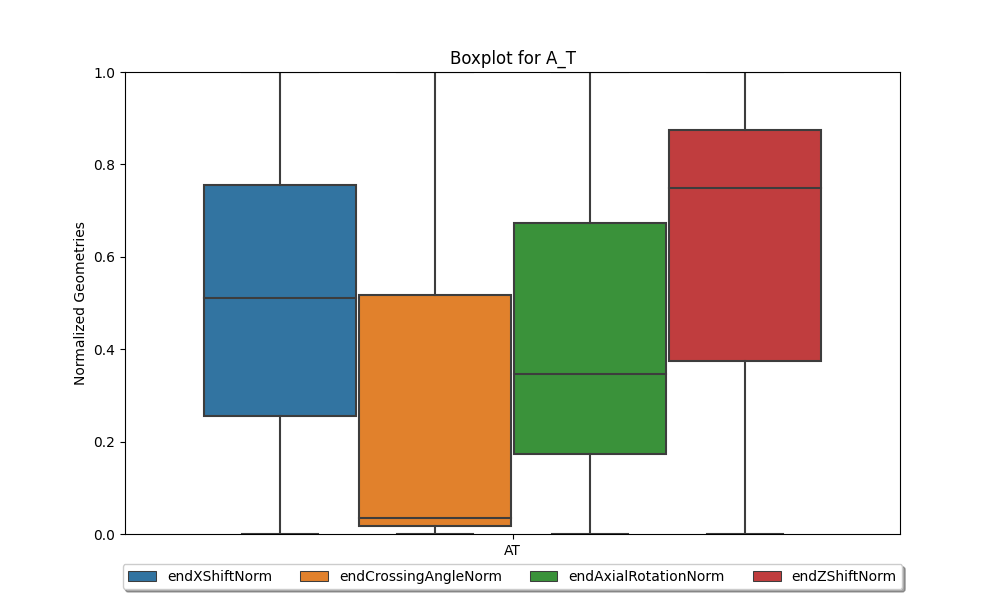 Boxplot for A_T
Normalized Geometries
1.0
0.8
0.6
0.4
0.2
0.0
AT
endXShiftNorm endCrossingAngleNorm endAxialRotationNorm endZShiftNorm